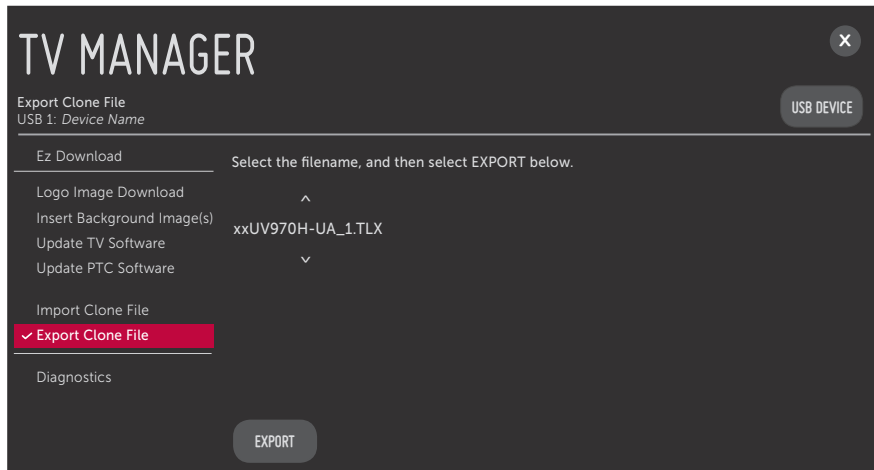 TV MANAGER
X
Export Clone File
USB 1: Device Name
USB DEVICE
Ez Download
Logo Image Download
Insert Background Image(s)
Update TV Software
Update PTC Software
Import Clone File
✓ Export Clone File
Diagnostics
Select the filename, and then select EXPORT below.
xxUV970H-UA_1.TLX
EXPORT